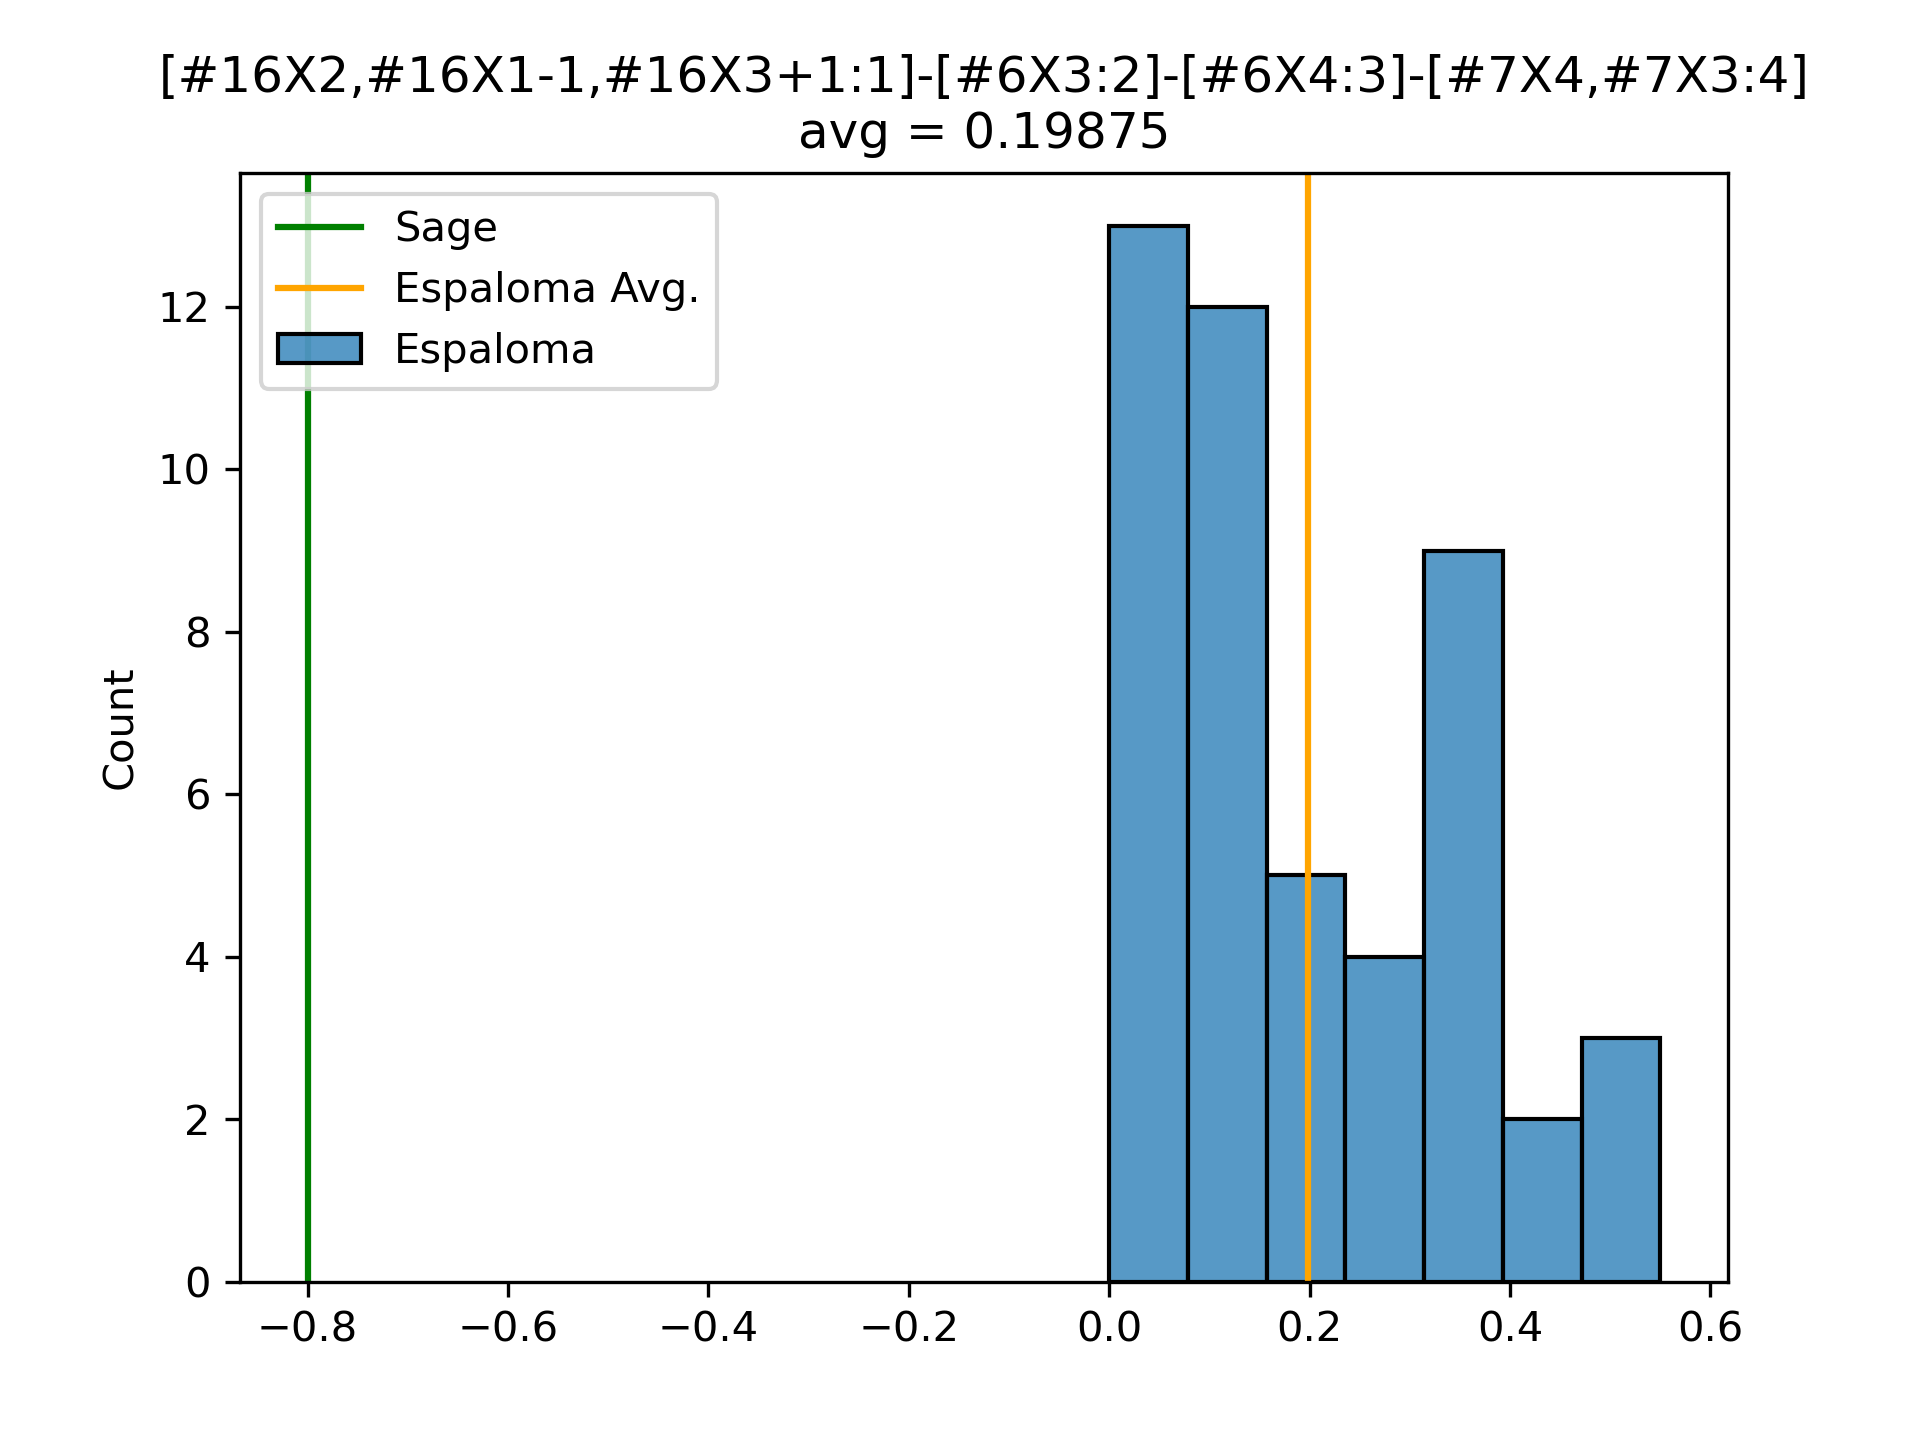 [#16X2,#16X1-1,#16X3+1:1]-[#6X3:2]-[#6X4:3]-[#7X4,#7X3:4]
avg = 0.19875
Sage
Espaloma Avg.
Espaloma
Count
12
10
8
6
4
2
0
−0.8 −0.6 −0.4 −0.2 0.0 0.2 0.4 0.6